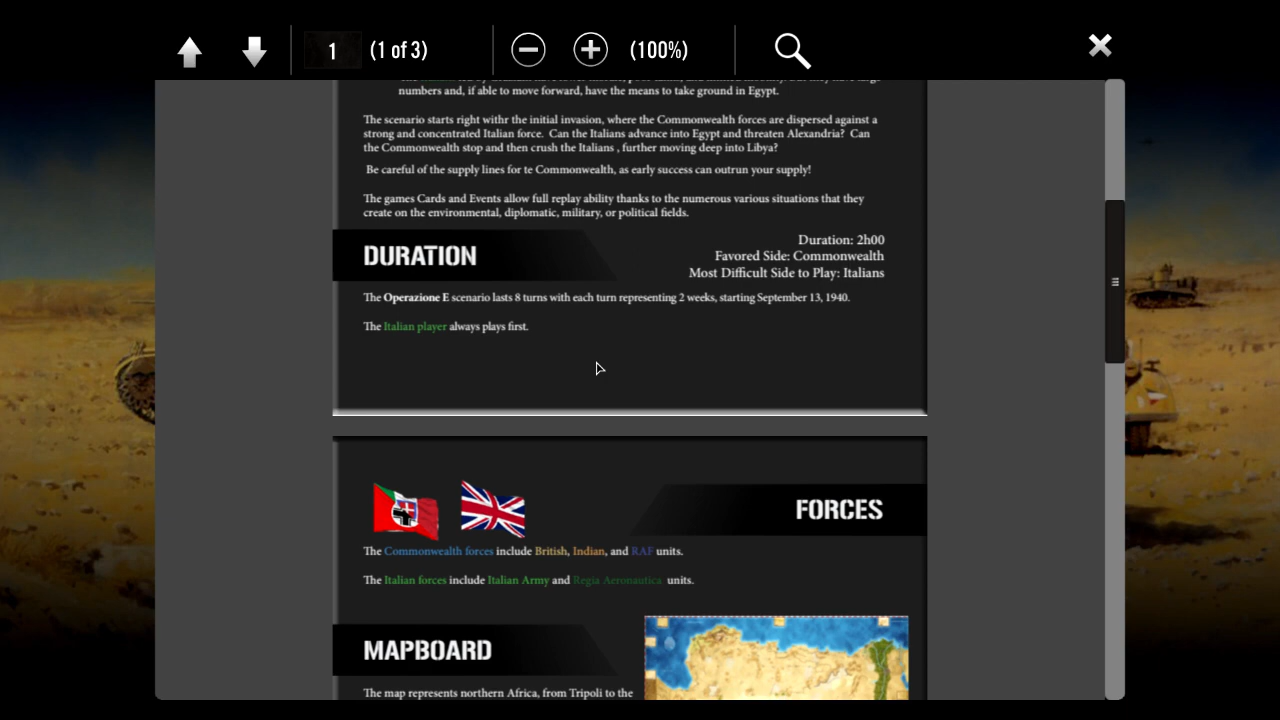 1 (1 of 3) (100%)
numbers and, if able to move forward, have the means to take ground in Egypt.
The scenario starts right withr the initial invasion, where the Commonwealth forces are dispersed against a
strong and concentrated Italian force. Can the Italians advance into Egypt and threaten Alexandria? Can
the Commonwealth stop and then crush the Italians , further moving deep into Libya?
Be careful of the supply lines for te Commonwealth, as early success can outrun your supply!
The games Cards and Events allow full replay ability thanks to the numerous various situations that they
create on the environmental, diplomatic, military, or political fields.
DURATION
Duration: 2h00
Favored Side: Commonwealth
Most Difficult Side to Play: Italians
The Operazione E scenario lasts 8 turns with each turn representing 2 weeks, starting September 13, 1940.
The Italian player always plays first.
FORCES
The Commonwealth forces include British, Indian, and RAF units.
The Italian forces include Italian Army and Regia Aeronautica units.
MAPBOARD
The map represents northern Africa, from Tripoli to the